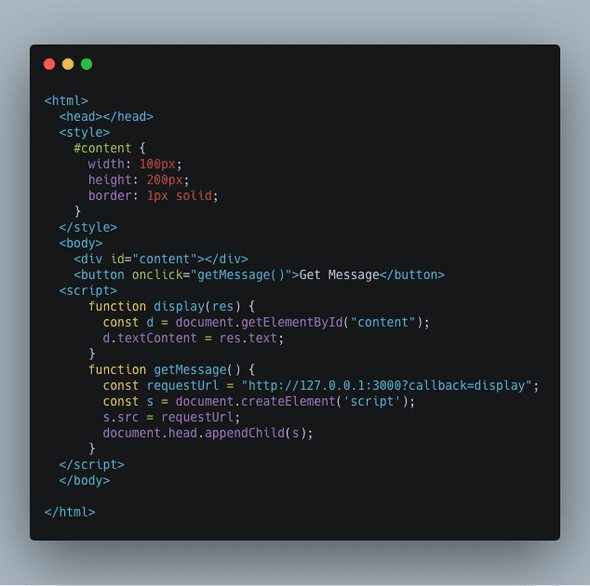 <html>
  <head></head>
  <style>
    #content {
      width: 100px;
      height: 200px;
      border: 1px solid;
    }
  </style>
  <body>
    <div id="content"></div>
    <button onclick="getMessage()">Get Message</button>
  <script>
      function display(res) {
        const d = document.getElementById("content");
        d.textContent = res.text;
      }
      function getMessage() {
        const requestUrl = "http://127.0.0.1:3000?callback=display";
        const s = document.createElement('script');
        s.src = requestUrl;
        document.head.appendChild(s);
      }
  </script>
  </body>

</html>